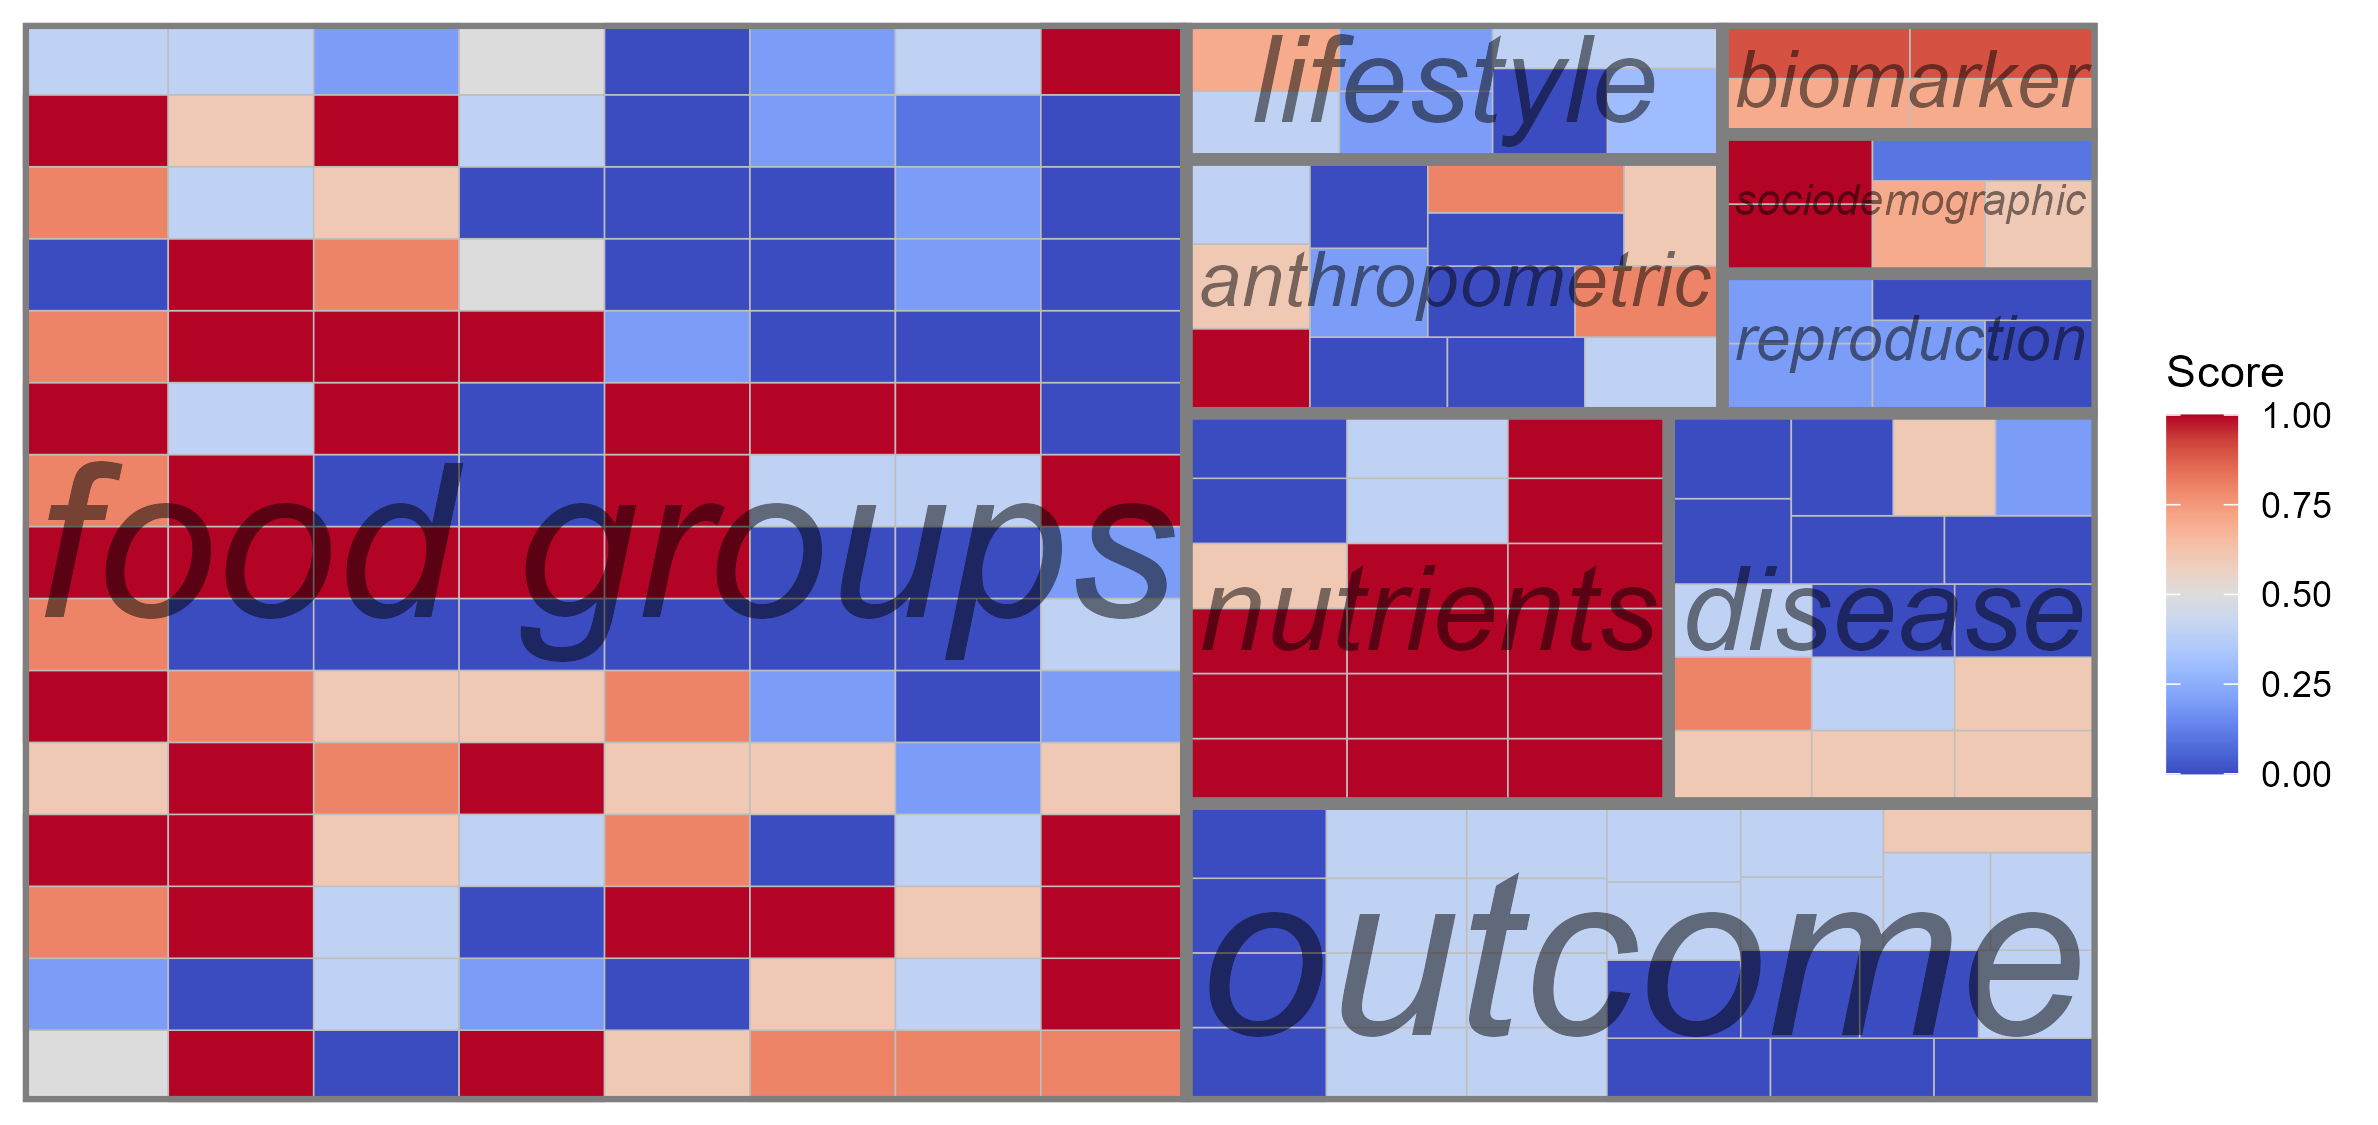 lifestyle
biomarker
sociodemographic
anthropometric
reproduction
food groups
nutrients
disease
outcome
Score
1.00
0.75
0.50
0.25
0.00